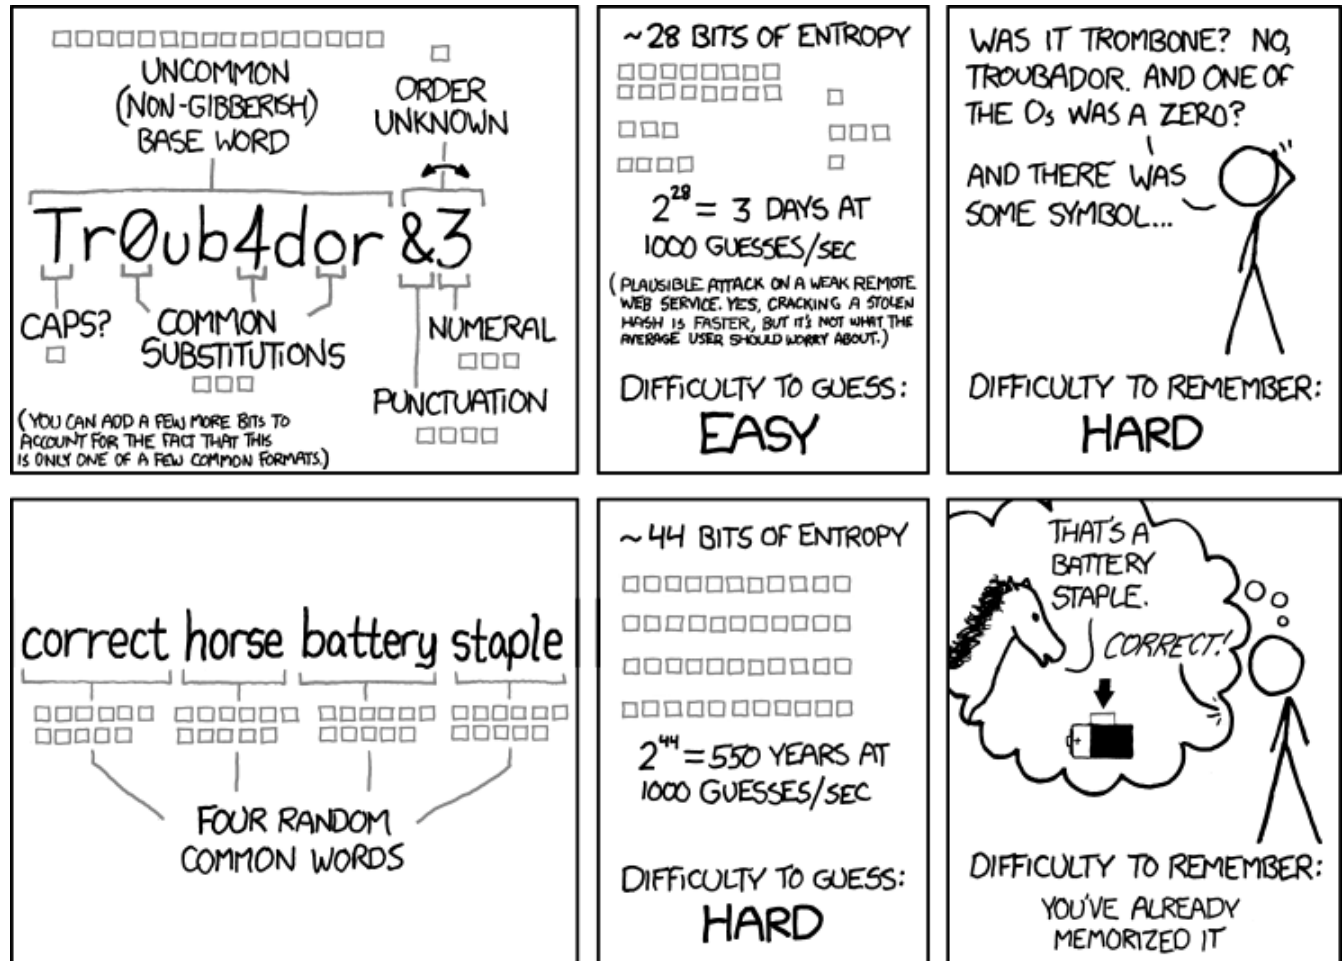 UNCOMMON
(NON-GIBBERISH)
BASE WORD
ORDER
UNKNOWN
Tr0ub4dor &3
CAPS?
COMMON
SUBSTITUTIONS
NUMERAL
PUNCTUATION
(YOU CAN ADD A FEW MORE BITS TO
ACCOUNT FOR THE FACT THAT THIS
IS ONLY ONE OF A FEW COMMON FORMATS.)
~28 BITS OF ENTROPY
2^28 = 3 DAYS AT
1000 GUESSES/SEC
(PLAUSIBLE ATTACK ON A WEAK REMOTE
WEB SERVICE. YES, CRACKING A STOLEN
HASH IS FASTER, BUT IT'S NOT WHAT THE
AVERAGE USER SHOULD WORRY ABOUT.)
DIFFICULTY TO GUESS:
EASY
WAS IT TROMBONE? NO,
TROUBADOR. AND ONE OF
THE Os WAS A ZERO?
AND THERE WAS
SOME SYMBOL...
DIFFICULTY TO REMEMBER:
HARD
correct horse battery staple
FOUR RANDOM
COMMON WORDS
~44 BITS OF ENTROPY
2^44 = 550 YEARS AT
1000 GUESSES/SEC
DIFFICULTY TO GUESS:
HARD
THAT'S A
BATTERY
STAPLE.
CORRECT!
DIFFICULTY TO REMEMBER:
YOU'VE ALREADY
MEMORIZED IT